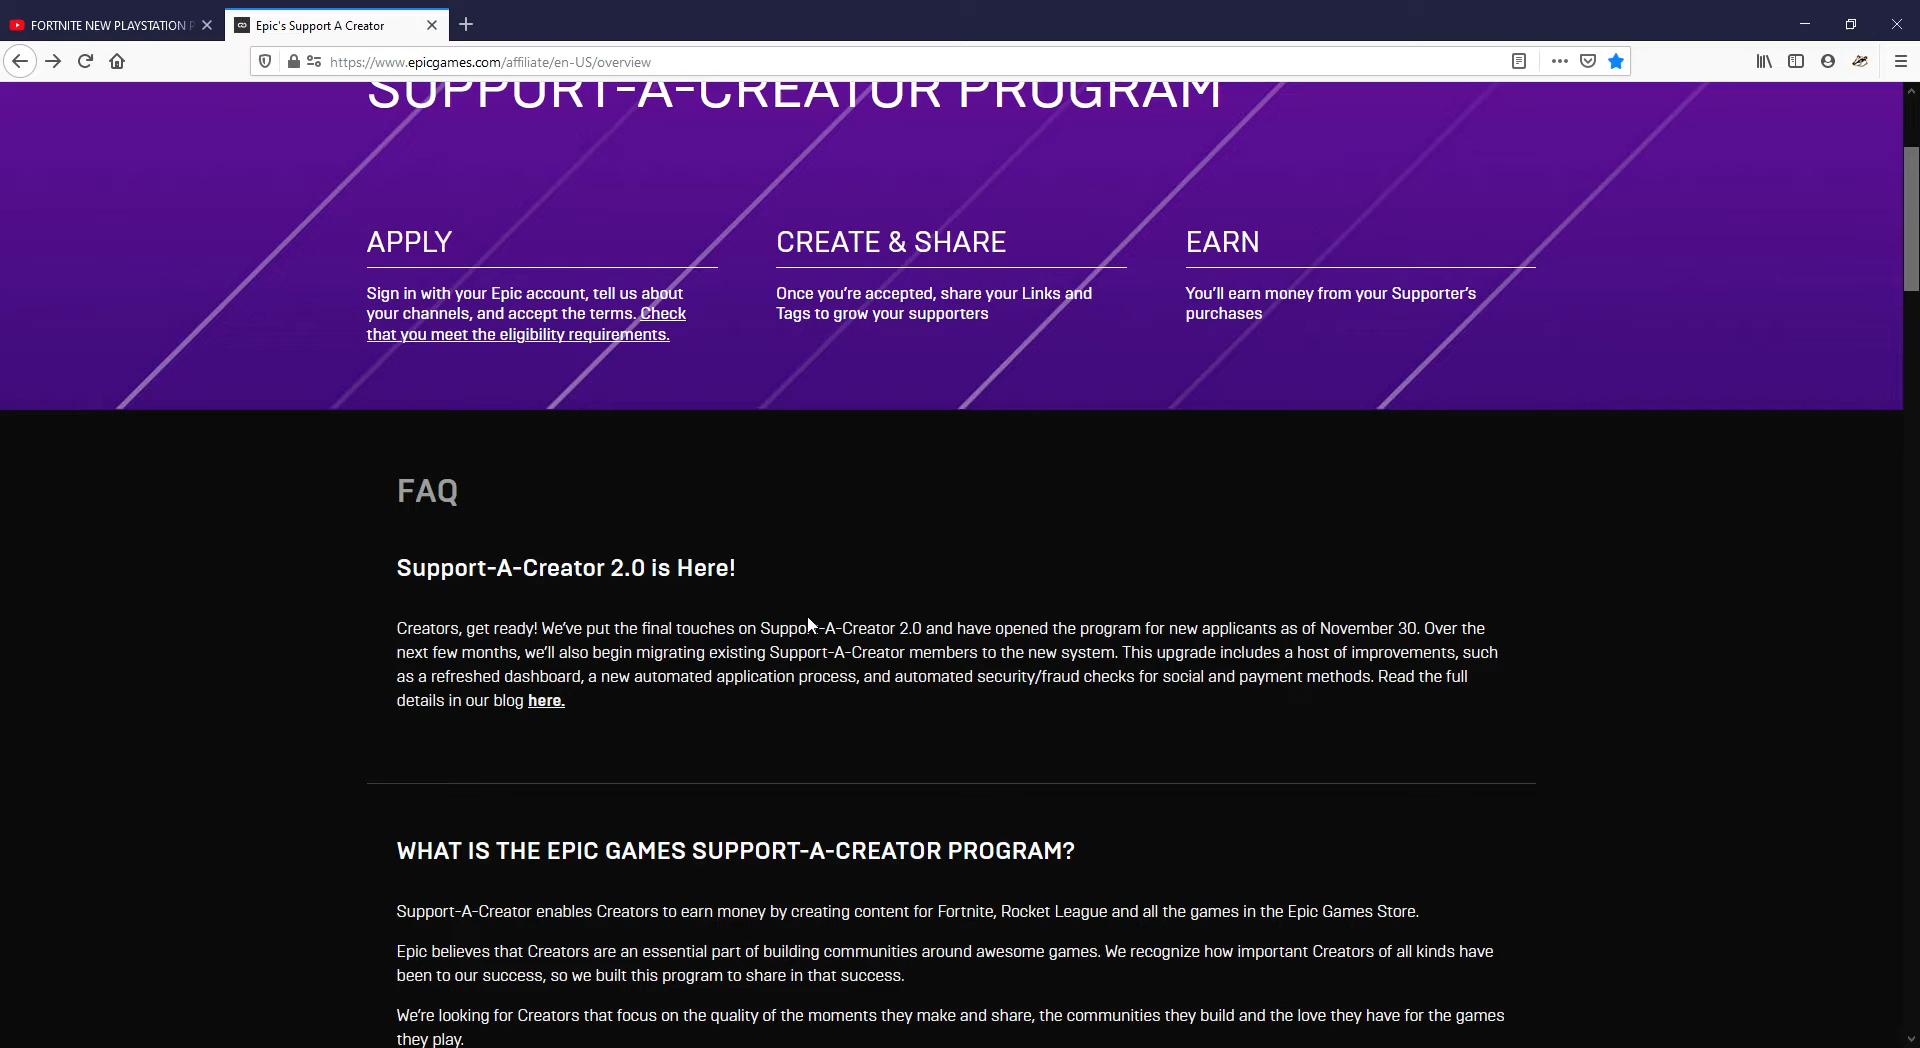 FORTNITE NEW PLAYSTATION
Epic's Support A Creator
https://www.epicgames.com/affiliate/en-US/overview
SUPPORT-A-CREATOR PROGRAM
APPLY
Sign in with your Epic account, tell us about
your channels, and accept the terms. Check
that you meet the eligibility requirements.
CREATE & SHARE
Once you’re accepted, share your Links and
Tags to grow your supporters
EARN
You’ll earn money from your Supporter’s
purchases
FAQ
Support-A-Creator 2.0 is Here!
Creators, get ready! We’ve put the final touches on Support-A-Creator 2.0 and have opened the program for new applicants as of November 30. Over the
next few months, we’ll also begin migrating existing Support-A-Creator members to the new system. This upgrade includes a host of improvements, such
as a refreshed dashboard, a new automated application process, and automated security/fraud checks for social and payment methods. Read the full
details in our blog here.
WHAT IS THE EPIC GAMES SUPPORT-A-CREATOR PROGRAM?
Support-A-Creator enables Creators to earn money by creating content for Fortnite, Rocket League and all the games in the Epic Games Store.
Epic believes that Creators are an essential part of building communities around awesome games. We recognize how important Creators of all kinds have
been to our success, so we built this program to share in that success.
We’re looking for Creators that focus on the quality of the moments they make and share, the communities they build and the love they have for the games
they play.